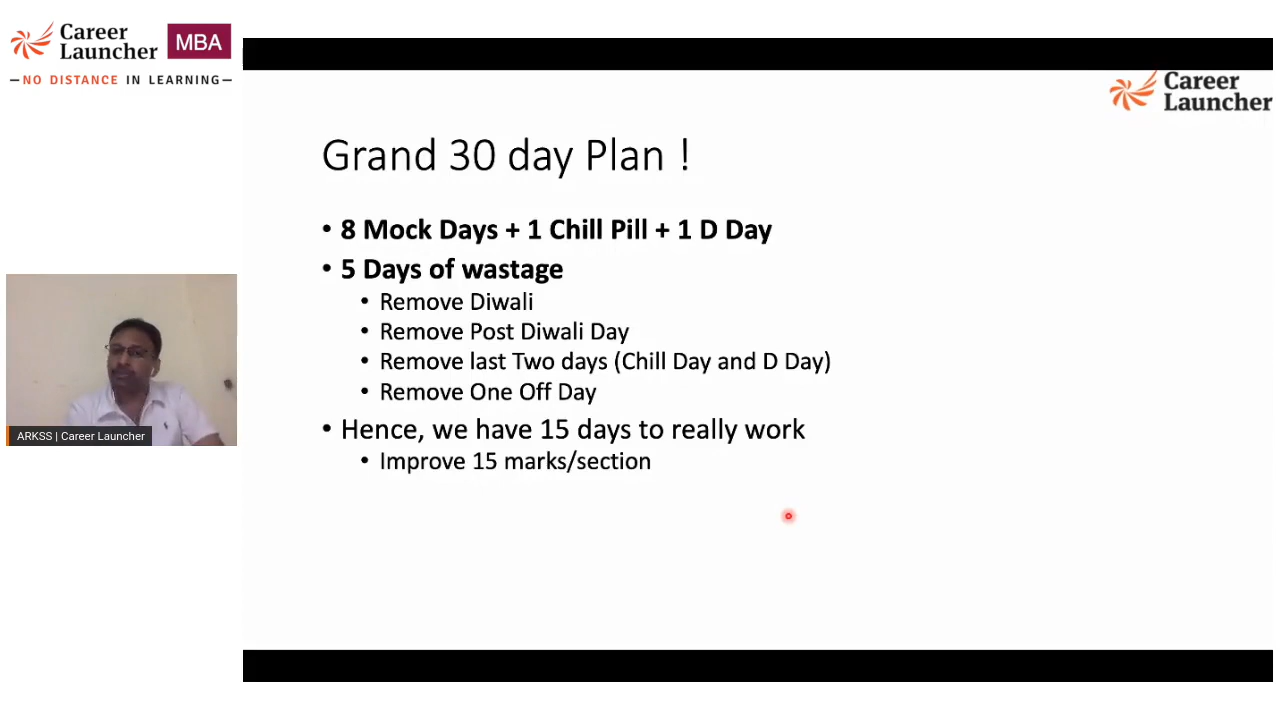 Career
Launcher
MBA
NO DISTANCE IN LEARNING
Career
Launcher
Grand 30 day Plan !
• 8 Mock Days + 1 Chill Pill + 1 D Day
• 5 Days of wastage
• Remove Diwali
• Remove Post Diwali Day
• Remove last Two days (Chill Day and D Day)
• Remove One Off Day
• Hence, we have 15 days to really work
• Improve 15 marks/section
ARKSS | Career Launcher